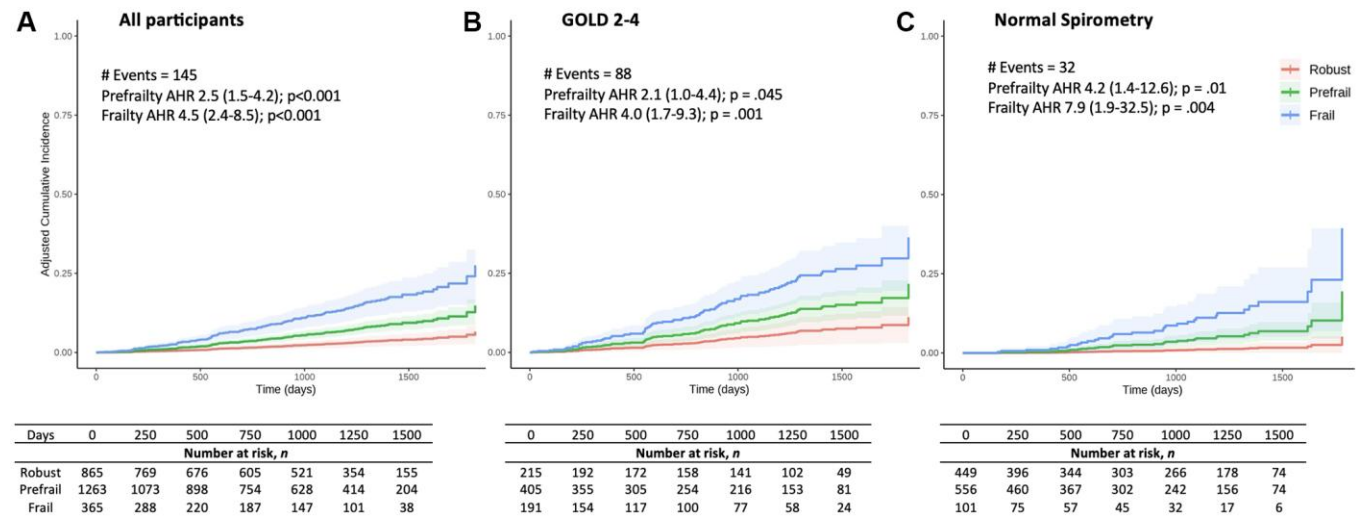 A All participants
# Events = 145
Prefrailty AHR 2.5 (1.5-4.2); p<0.001
Frailty AHR 4.5 (2.4-8.5); p<0.001
Adjusted Cumulative Incidence
1.00
0.75
0.50
0.25
0.00
0 500 1000 1500
Time (days)
B GOLD 2-4
# Events = 88
Prefrailty AHR 2.1 (1.0-4.4); p = .045
Frailty AHR 4.0 (1.7-9.3); p = .001
1.00
0.75
0.50
0.25
0.00
0 500 1000 1500
Time (days)
C Normal Spirometry
# Events = 32
Prefrailty AHR 4.2 (1.4-12.6); p = .01
Frailty AHR 7.9 (1.9-32.5); p = .004
1.00
0.75
0.50
0.25
0.00
0 500 1000 1500
Time (days)
Robust
Prefrail
Frail
Days 0 250 500 750 1000 1250 1500
Number at risk, n
Robust 865 769 676 605 521 354 155
Prefrail 1263 1073 898 754 628 414 204
Frail 365 288 220 187 147 101 38
0 250 500 750 1000 1250 1500
Number at risk, n
215 192 172 158 141 102 49
405 355 305 254 216 153 81
191 154 117 100 77 58 24
0 250 500 750 1000 1250 1500
Number at risk, n
449 396 344 303 266 178 74
556 460 367 302 242 156 74
101 75 57 45 32 17 6